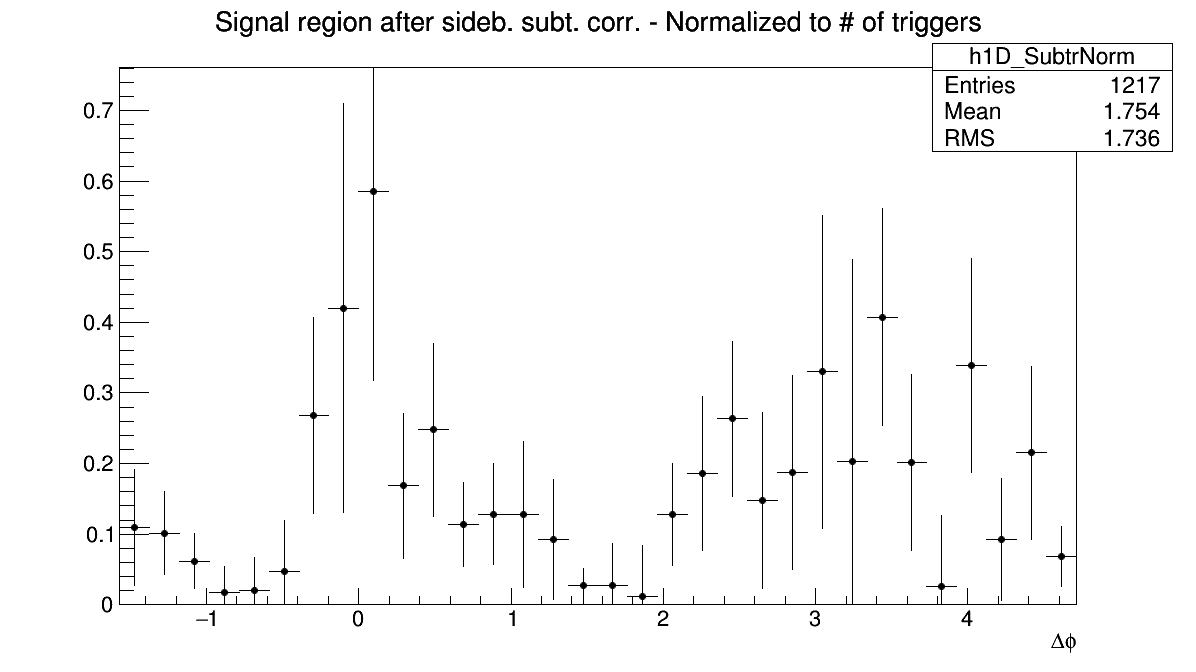 Signal region after sideb. subt. corr. - Normalized to # of triggers
h1D_SubtrNorm
Entries 1217
Mean 1.754
RMS 1.736
0.7
0.6
0.5
0.4
0.3
0.2
0.1
0
−1 0 1 2 3 4
Δϕ